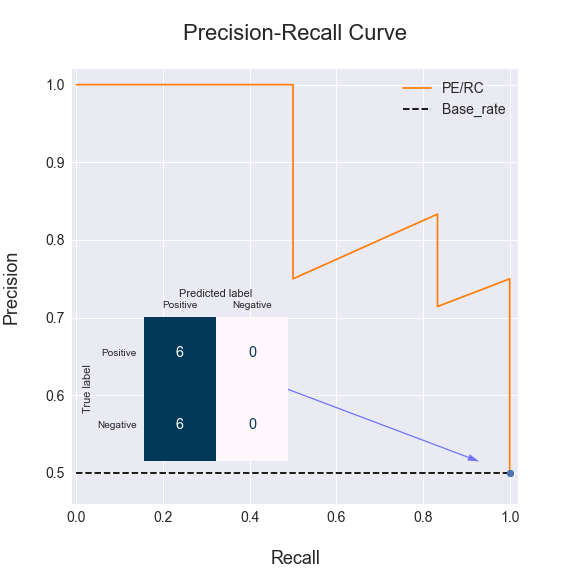 Precision-Recall Curve
PE/RC
Base_rate
1.0
0.9
0.8
0.7
0.6
0.5
Precision
Predicted label
Positive Negative
True label
Positive 6 0
Negative 6 0
0.0 0.2 0.4 0.6 0.8 1.0
Recall